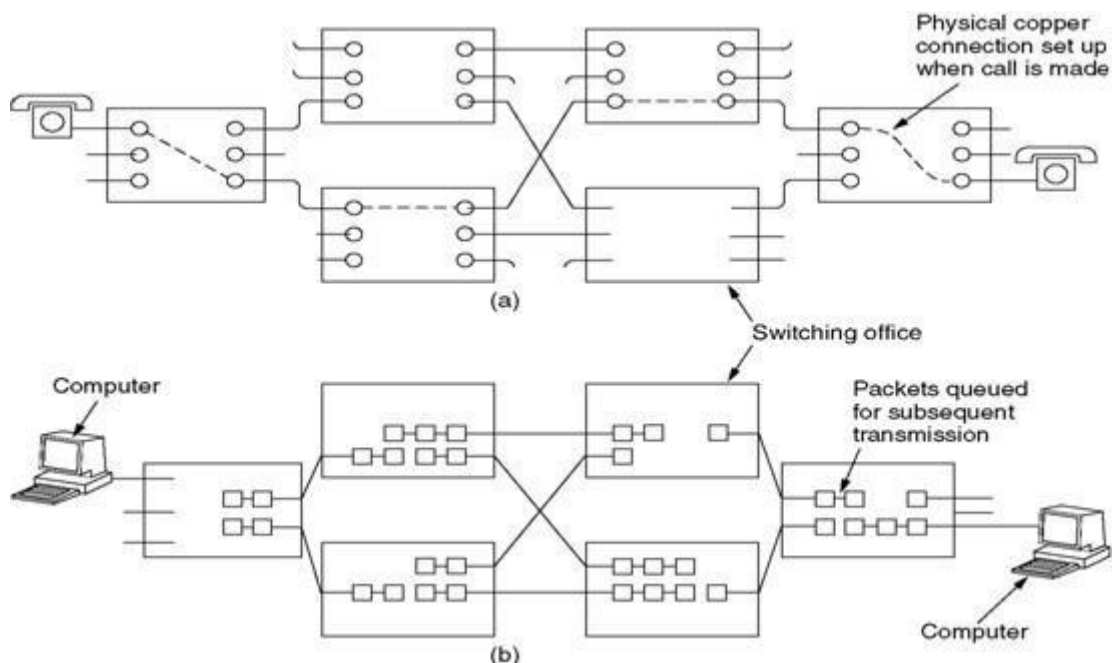 Physical copper
connection set up
when call is made
(a)
Switching office
Computer
Packets queued
for subsequent
transmission
Computer
(b)